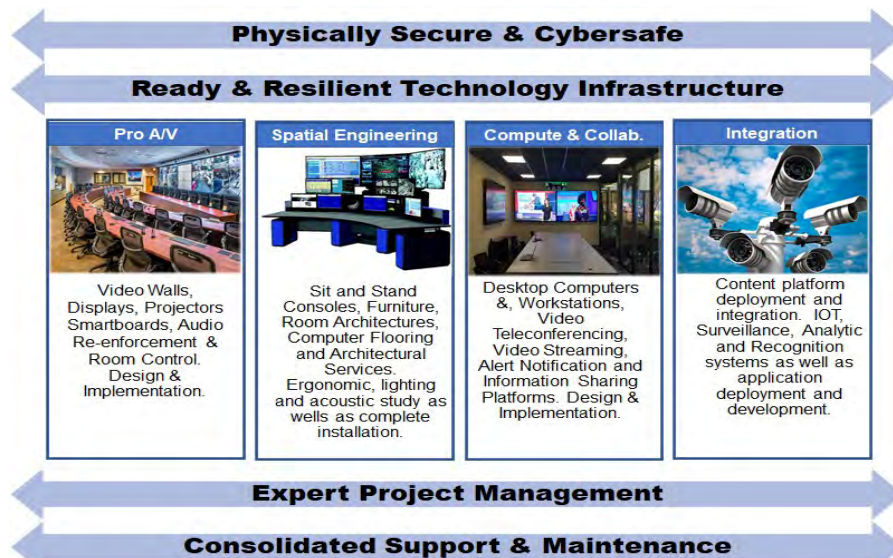 Physically Secure & Cybersafe
Ready & Resilient Technology Infrastructure
Pro A/V
Video Walls,
Displays, Projectors
Smartboards, Audio
Re-enforcement &
Room Control.
Design &
Implementation.
Spatial Engineering
Sit and Stand
Consoles, Furniture,
Room Architectures,
Computer Flooring
and Architectural
Services.
Ergonomic, lighting
and acoustic study as
wells as complete
installation.
Compute & Collab.
Desktop Computers
&, Workstations,
Video
Teleconferencing,
Video Streaming,
Alert Notification and
Information Sharing
Platforms. Design &
Implementation.
Integration
Content platform
deployment and
integration. IOT,
Surveillance, Analytic
and Recognition
systems as well as
application
deployment and
development.
Expert Project Management
Consolidated Support & Maintenance